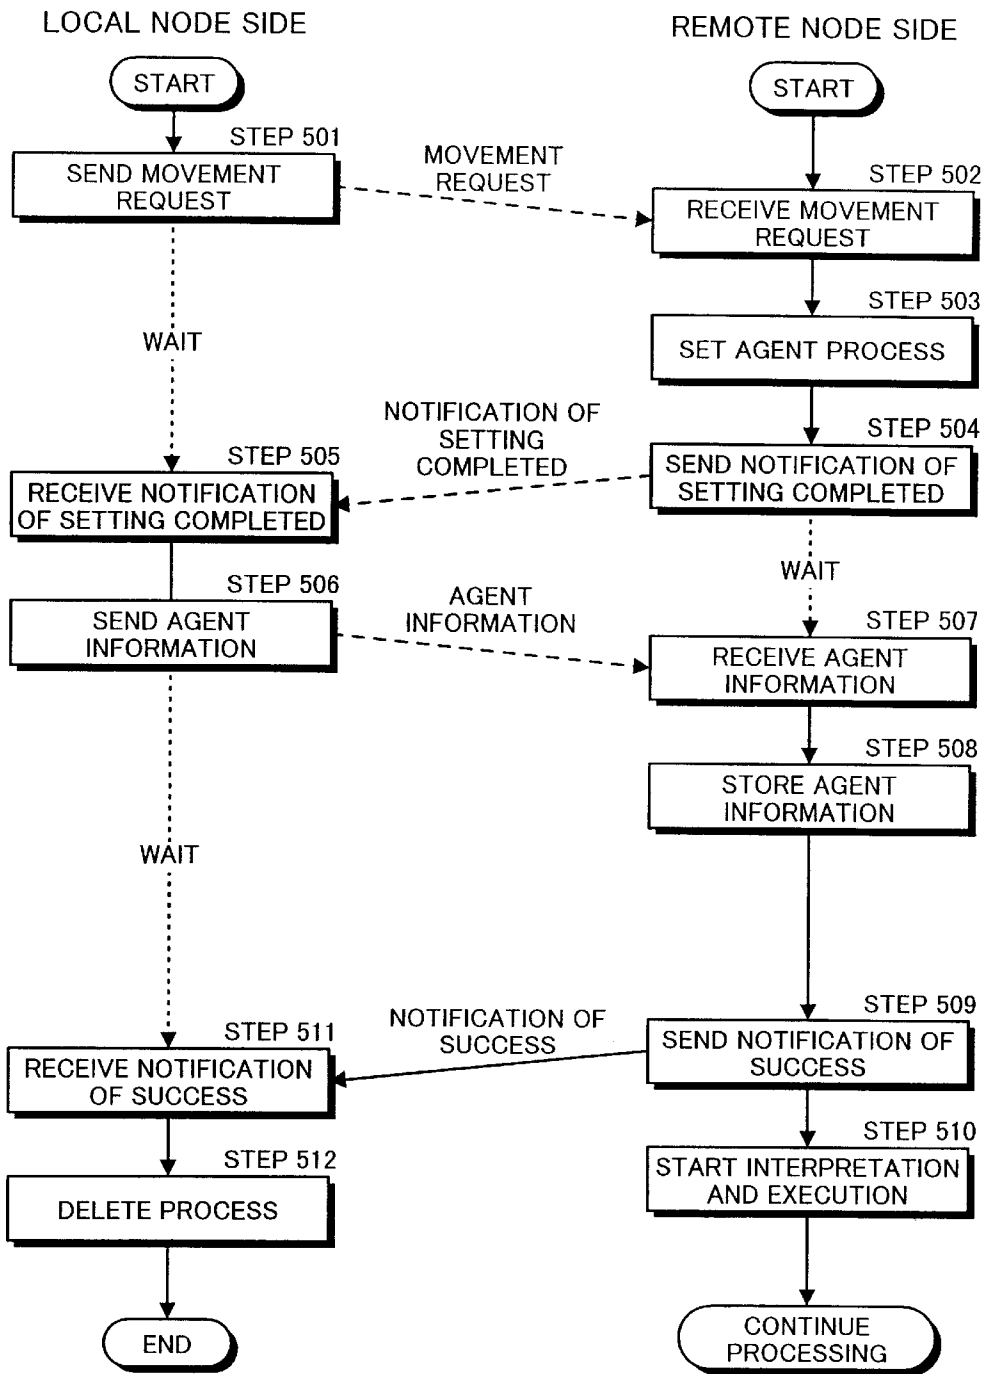 LOCAL NODE SIDE
REMOTE NODE SIDE
START
START
STEP 501
SEND MOVEMENT
REQUEST
MOVEMENT
REQUEST
STEP 502
RECEIVE MOVEMENT
REQUEST
STEP 503
SET AGENT PROCESS
WAIT
NOTIFICATION OF
SETTING
COMPLETED
STEP 504
SEND NOTIFICATION OF
SETTING COMPLETED
STEP 505
RECEIVE NOTIFICATION
OF SETTING COMPLETED
WAIT
STEP 506
SEND AGENT
INFORMATION
AGENT
INFORMATION
STEP 507
RECEIVE AGENT
INFORMATION
STEP 508
STORE AGENT
INFORMATION
WAIT
STEP 509
SEND NOTIFICATION OF
SUCCESS
NOTIFICATION OF
SUCCESS
STEP 511
RECEIVE NOTIFICATION
OF SUCCESS
STEP 510
START INTERPRETATION
AND EXECUTION
STEP 512
DELETE PROCESS
END
CONTINUE
PROCESSING